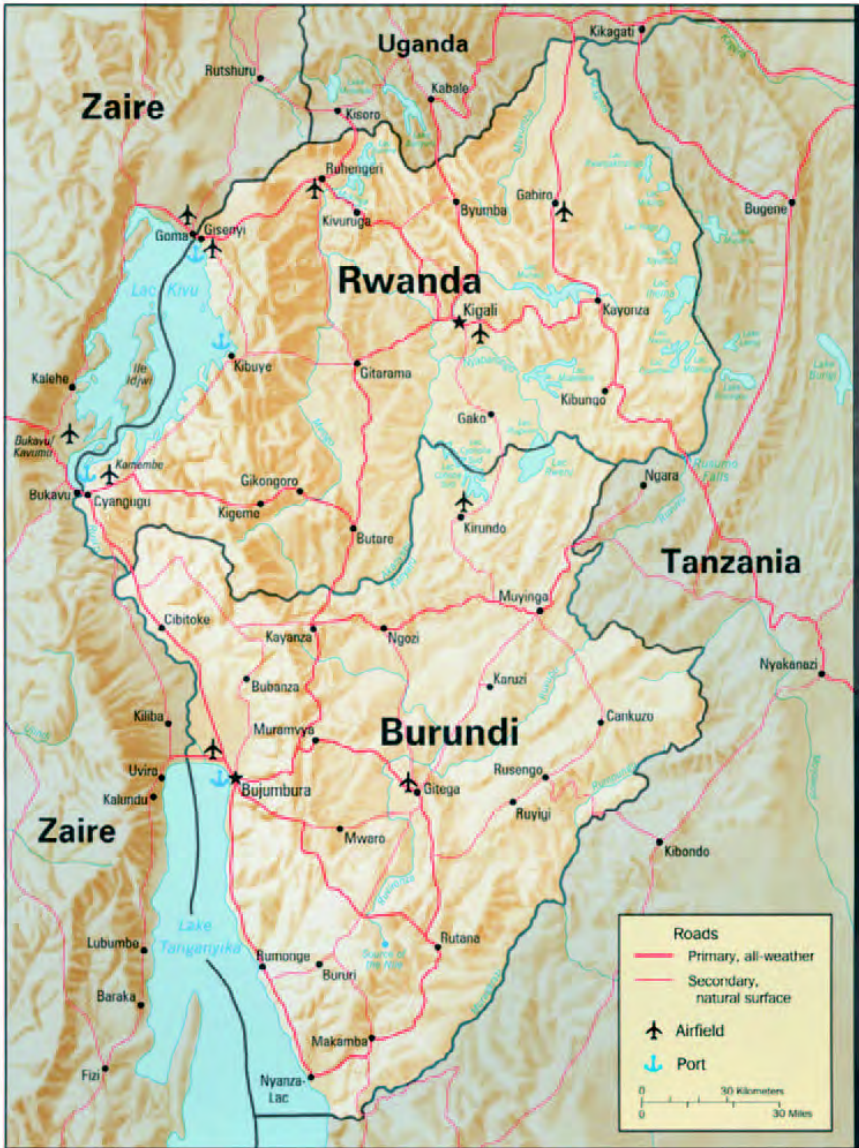 Uganda
Kikagati
Rutshuru
Zaire
Kabale
Kisoro
Ruhengeri
Gabiro
Byumba
Kivuruga
Bugene
Goma
Gisenyi
Lac Kivu
Rwanda
Kigali
Kayonza
Ile
Idjwi
Kibuye
Gitarama
Kalehe
Kibungo
Gako
Bukavu/
Kavumu
Kamembe
Rusumo
Falls
Bukavu
Cyangugu
Gikongoro
Kigeme
Ngara
Kirundo
Butare
Tanzania
Muyinga
Cibitoke
Kayanza
Ngozi
Nyakanazi
Bubanza
Karuzi
Kiliba
Muramvya
Burundi
Cankuzo
Uvira
Bujumbura
Gitega
Rusengo
Kalundu
Ruyigi
Zaire
Mwaro
Kibondo
Lake
Tanganyika
Lubumba
Rumonge
Bururi
Source of
the Nile
Rutana
Baraka
Makamba
Fizi
Nyanza-
Lac
Roads
Primary, all-weather
Secondary,
natural surface
Airfield
Port
0 30 Kilometers
0 30 Miles